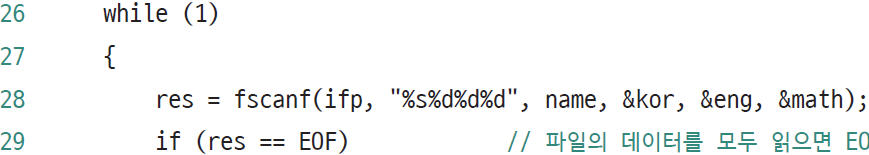 26 while (1)
27 {
28 res = fscanf(ifp, "%s%d%d%d", name, &kor, &eng, &math);
29 if (res == EOF) // 파일의 데이터를 모두 읽으면